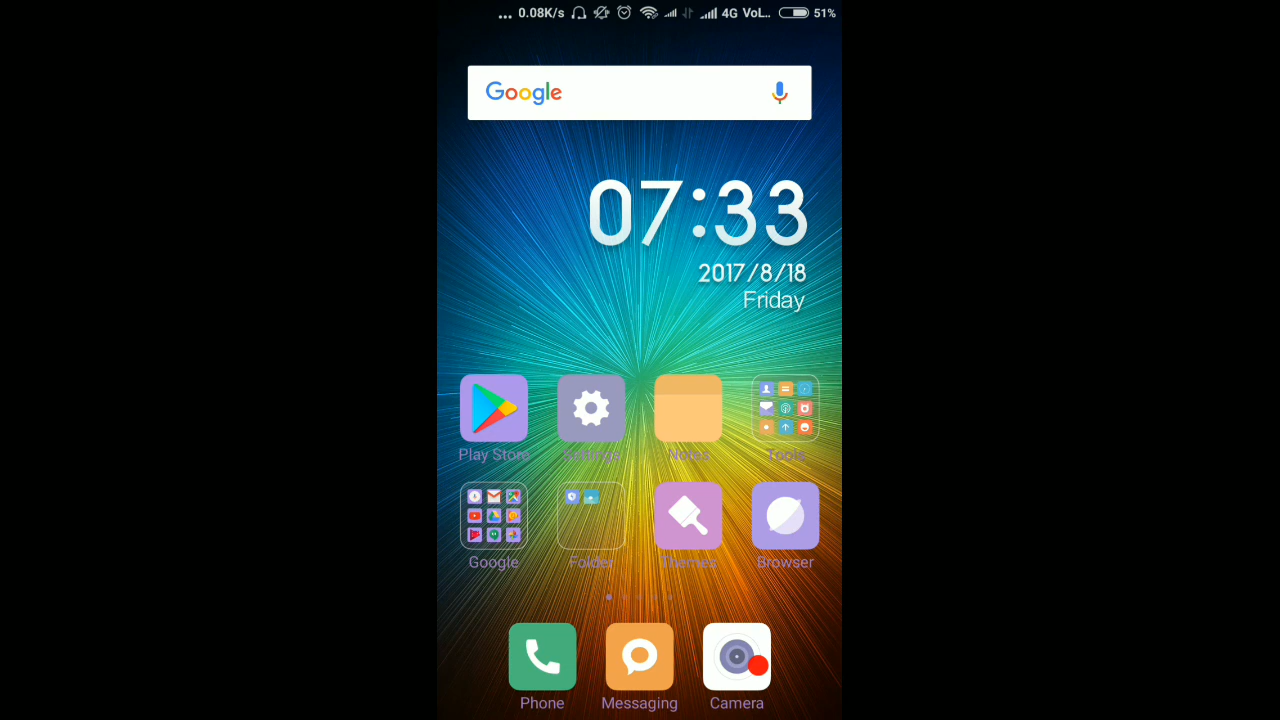 ... 0.08K/s 4G VoL.. 51%
Google
07:33
2017/8/18
Friday
Play Store Settings Notes Tools
Google Folder Themes Browser
Phone Messaging Camera